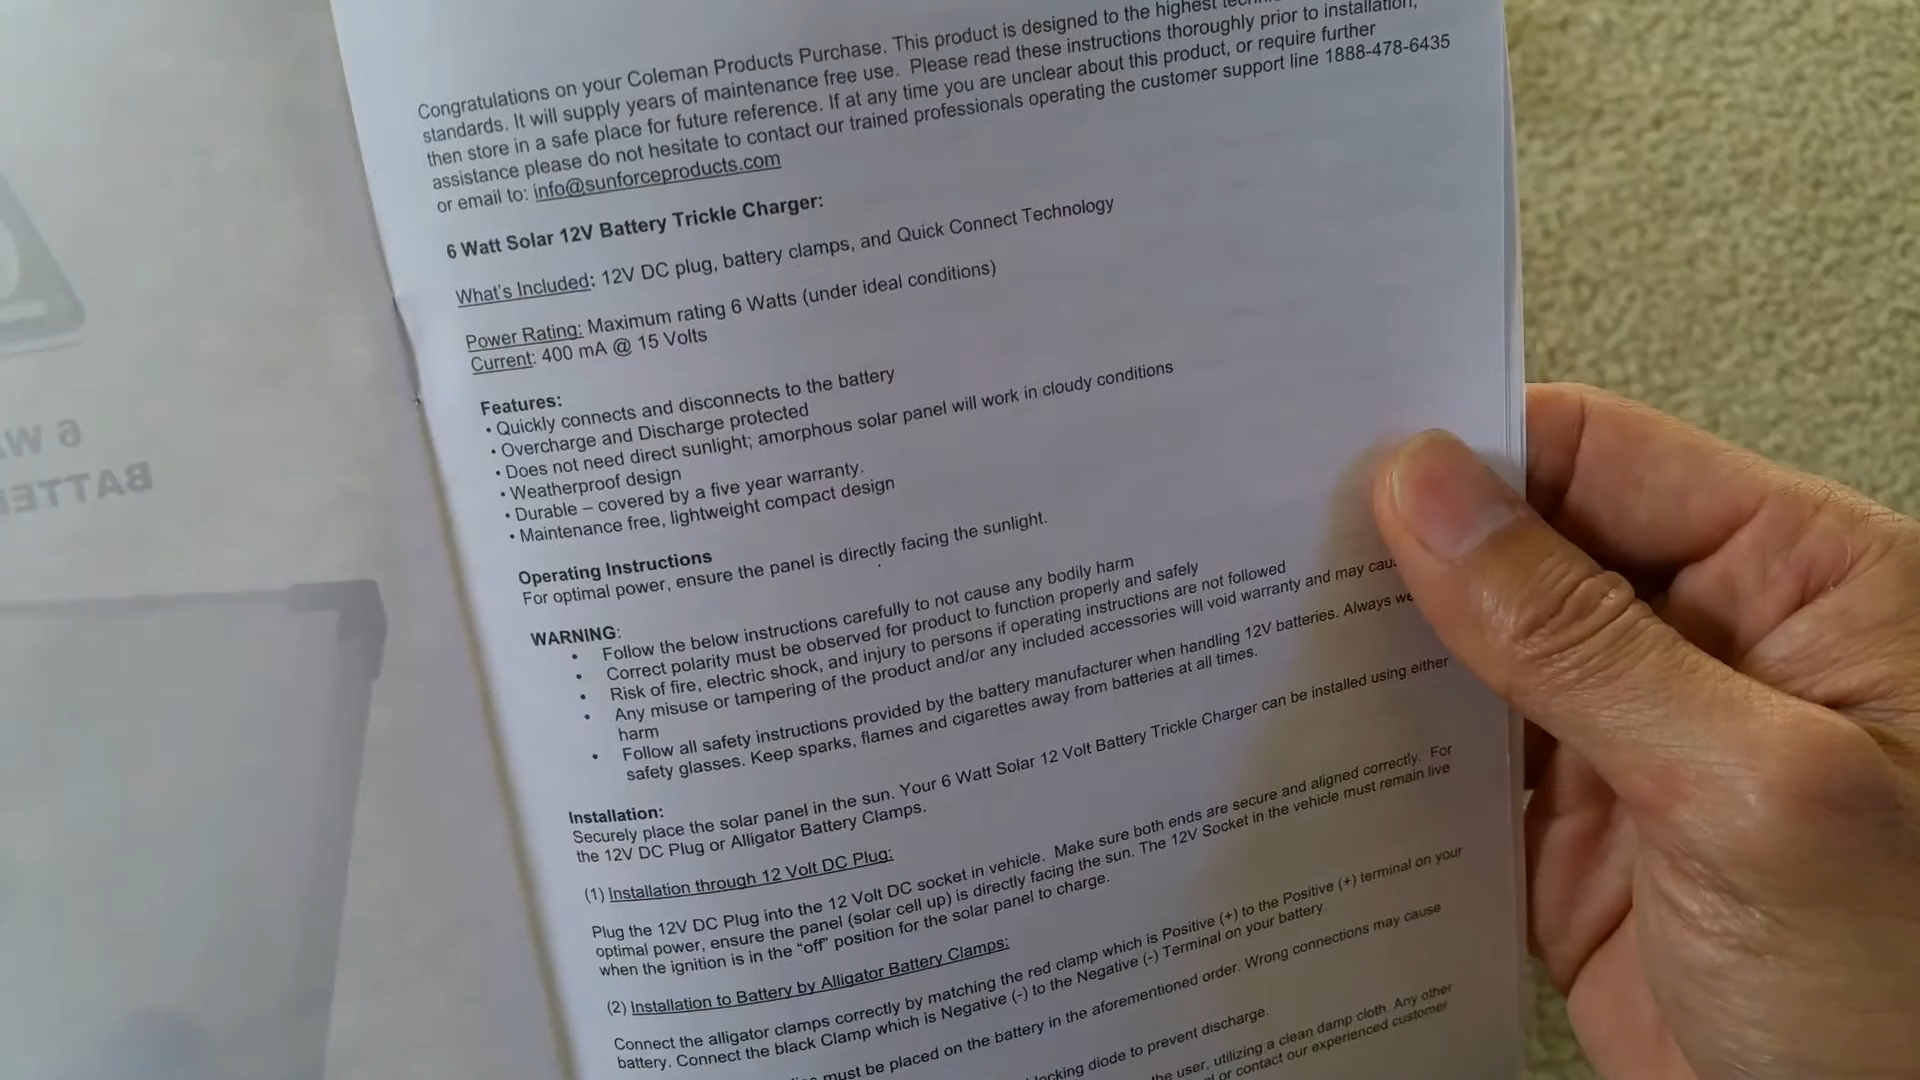 Congratulations on your Coleman Products Purchase. This product is designed to the highest
standards. It will supply years of maintenance free use. Please read these instructions thoroughly prior to installation,
then store in a safe place for future reference. If at any time you are unclear about this product, or require further
assistance please do not hesitate to contact our trained professionals operating the customer support line 1888-478-6435
or email to: info@sunforceproducts.com
6 Watt Solar 12V Battery Trickle Charger:
What's Included: 12V DC plug, battery clamps, and Quick Connect Technology
Power Rating: Maximum rating 6 Watts (under ideal conditions)
Current: 400 mA @ 15 Volts
Features:
• Quickly connects and disconnects to the battery
• Overcharge and Discharge protected
• Does not need direct sunlight; amorphous solar panel will work in cloudy conditions
• Weatherproof design
• Durable – covered by a five year warranty.
• Maintenance free, lightweight compact design
Operating Instructions
For optimal power, ensure the panel is directly facing the sunlight.
WARNING:
• Follow the below instructions carefully to not cause any bodily harm
• Correct polarity must be observed for product to function properly and safely
• Risk of fire, electric shock, and injury to persons if operating instructions are not followed
• Any misuse or tampering of the product and/or any included accessories will void warranty and may
harm
• Follow all safety instructions provided by the battery manufacturer when handling 12V batteries. Always
safety glasses. Keep sparks, flames and cigarettes away from batteries at all times.
Installation:
Securely place the solar panel in the sun. Your 6 Watt Solar 12 Volt Battery Trickle Charger can be installed using either
the 12V DC Plug or Alligator Battery Clamps.
(1) Installation through 12 Volt DC Plug:
Plug the 12V DC Plug into the 12 Volt DC socket in vehicle. Make sure both ends are secure and aligned correctly. For
optimal power, ensure the panel (solar cell up) is directly facing the sun. The 12V Socket in the vehicle must remain live
when the ignition is in the "off" position for the solar panel to charge.
(2) Installation to Battery by Alligator Battery Clamps:
Connect the alligator clamps correctly by matching the red clamp which is Positive (+) to the Positive (+) terminal on your
battery. Connect the black Clamp which is Negative (-) to the Negative (-) Terminal on your battery.
must be placed on the battery in the aforementioned order. Wrong connections may cause
diode to prevent discharge.
the user, utilizing a clean damp cloth. Any other
or contact our experienced customer